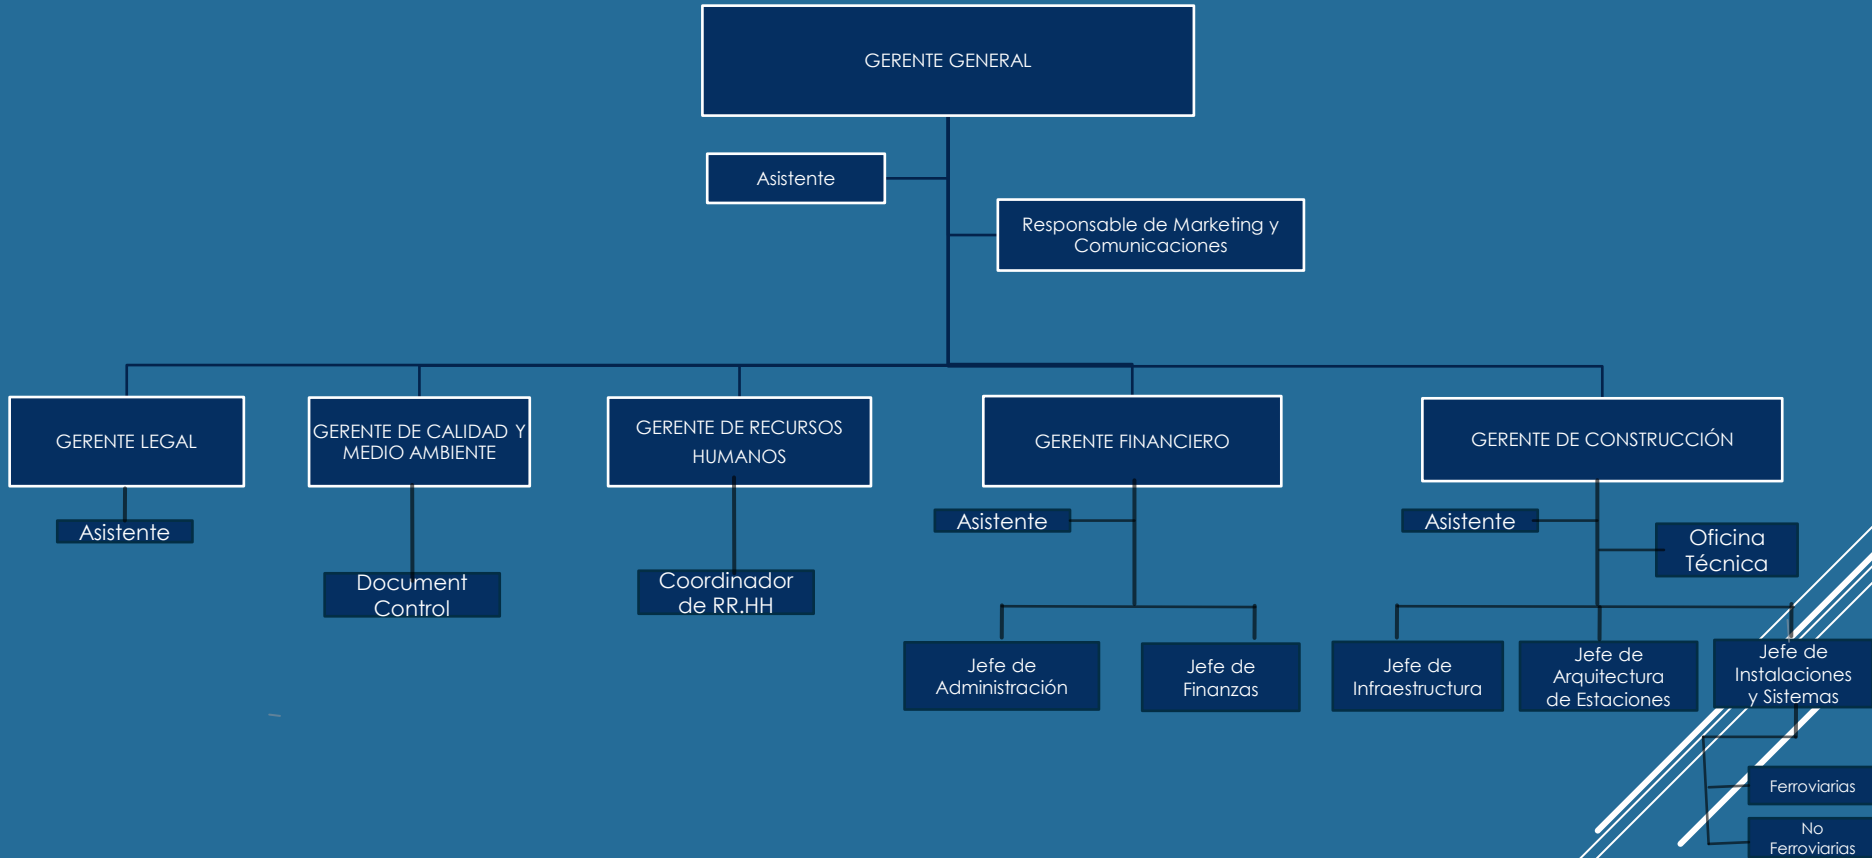 GERENTE GENERAL
Asistente
Responsable de Marketing y
Comunicaciones
GERENTE LEGAL
GERENTE DE CALIDAD Y
MEDIO AMBIENTE
GERENTE DE RECURSOS
HUMANOS
GERENTE FINANCIERO
GERENTE DE CONSTRUCCIÓN
Asistente
Document
Control
Coordinador
de RR.HH
Asistente
Asistente
Oficina
Técnica
Jefe de
Administración
Jefe de
Finanzas
Jefe de
Infraestructura
Jefe de
Arquitectura
de Estaciones
Jefe de
Instalaciones
y Sistemas
Ferroviarias
No
Ferroviarias